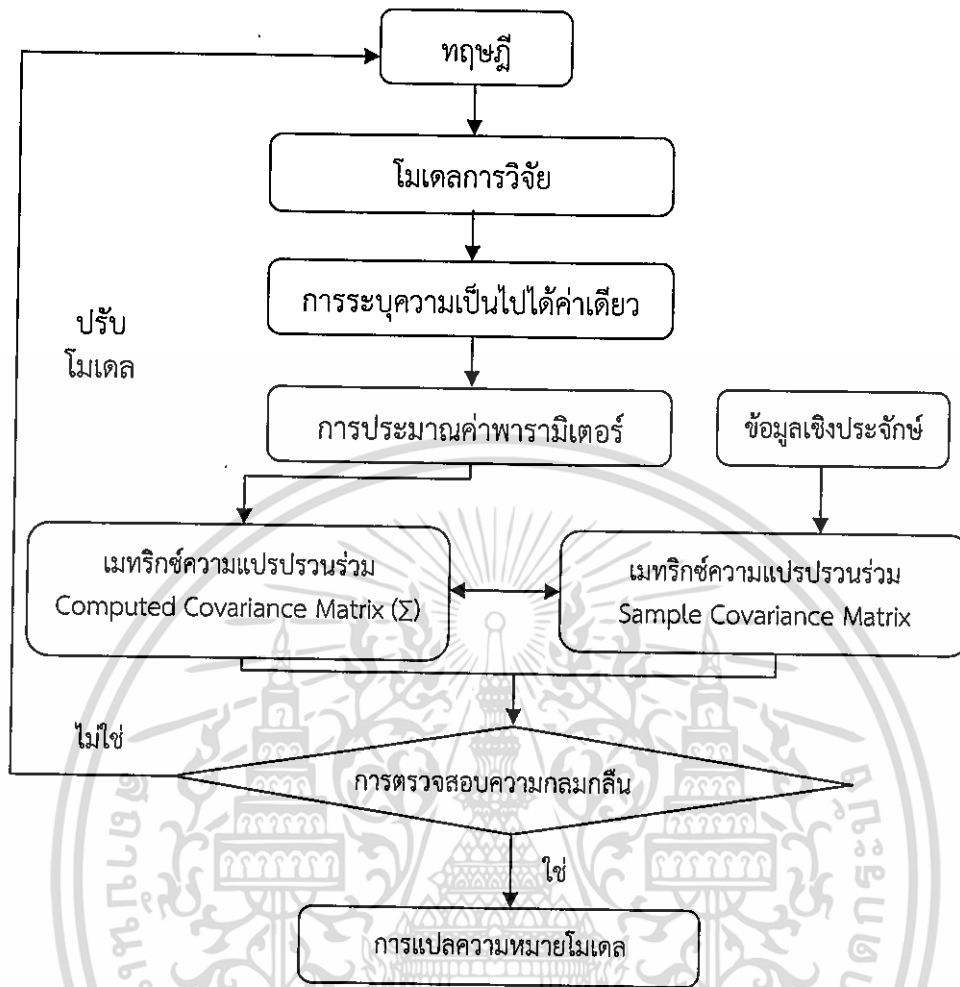 ทฤษฎี
โมเดลการวิจัย
การระบุความเป็นไปได้ค่าเดียว
ปรับ
โมเดล
การประมาณค่าพารามิเตอร์
ข้อมูลเชิงประจักษ์
เมทริกซ์ความแปรปรวนร่วม
Computed Covariance Matrix (Σ)
เมทริกซ์ความแปรปรวนร่วม
Sample Covariance Matrix
ไม่ใช่
การตรวจสอบความกลมกลืน
ใช่
การแปลความหมายโมเดล